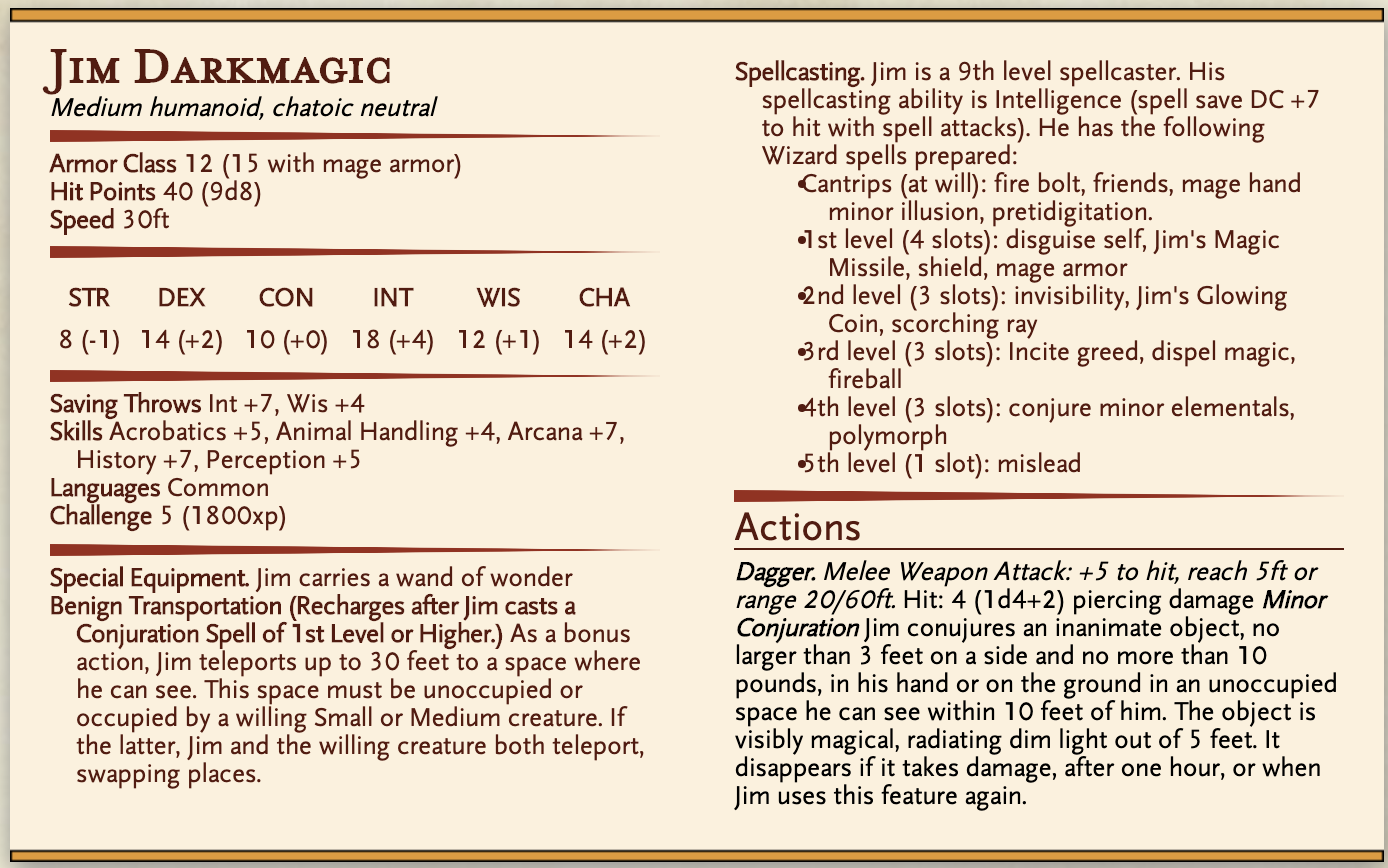 Jim Darkmagic
Medium humanoid, chatoic neutral
Armor Class 12 (15 with mage armor)
Hit Points 40 (9d8)
Speed 30ft
STR DEX CON INT WIS CHA
8 (-1) 14 (+2) 10 (+0) 18 (+4) 12 (+1) 14 (+2)
Saving Throws Int +7, Wis +4
Skills Acrobatics +5, Animal Handling +4, Arcana +7,
History +7, Perception +5
Languages Common
Challenge 5 (1800xp)
Special Equipment. Jim carries a wand of wonder
Benign Transportation (Recharges after Jim casts a
Conjuration Spell of 1st Level or Higher.) As a bonus
action, Jim teleports up to 30 feet to a space where
he can see. This space must be unoccupied or
occupied by a willing Small or Medium creature. If
the latter, Jim and the willing creature both teleport,
swapping places.
Spellcasting. Jim is a 9th level spellcaster. His
spellcasting ability is Intelligence (spell save DC +7
to hit with spell attacks). He has the following
Wizard spells prepared:
•Cantrips (at will): fire bolt, friends, mage hand
minor illusion, pretidigitation.
•1st level (4 slots): disguise self, Jim's Magic
Missile, shield, mage armor
•2nd level (3 slots): invisibility, Jim's Glowing
Coin, scorching ray
•3rd level (3 slots): Incite greed, dispel magic,
fireball
•4th level (3 slots): conjure minor elementals,
polymorph
•5th level (1 slot): mislead
Actions
Dagger. Melee Weapon Attack: +5 to hit, reach 5ft or
range 20/60ft. Hit: 4 (1d4+2) piercing damage Minor
Conjuration Jim conujures an inanimate object, no
larger than 3 feet on a side and no more than 10
pounds, in his hand or on the ground in an unoccupied
space he can see within 10 feet of him. The object is
visibly magical, radiating dim light out of 5 feet. It
disappears if it takes damage, after one hour, or when
Jim uses this feature again.